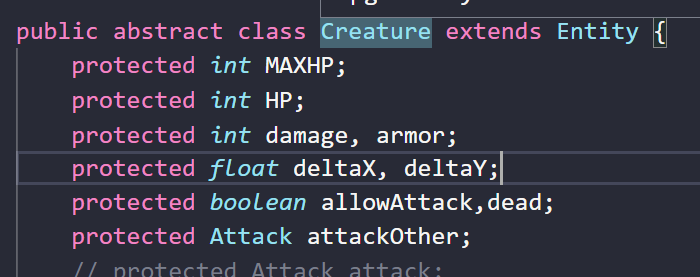 public abstract class Creature extends Entity {
protected int MAXHP;
protected int HP;
protected int damage, armor;
protected float deltaX, deltaY;
protected boolean allowAttack,dead;
protected Attack attackOther;
// protected Attack attack;